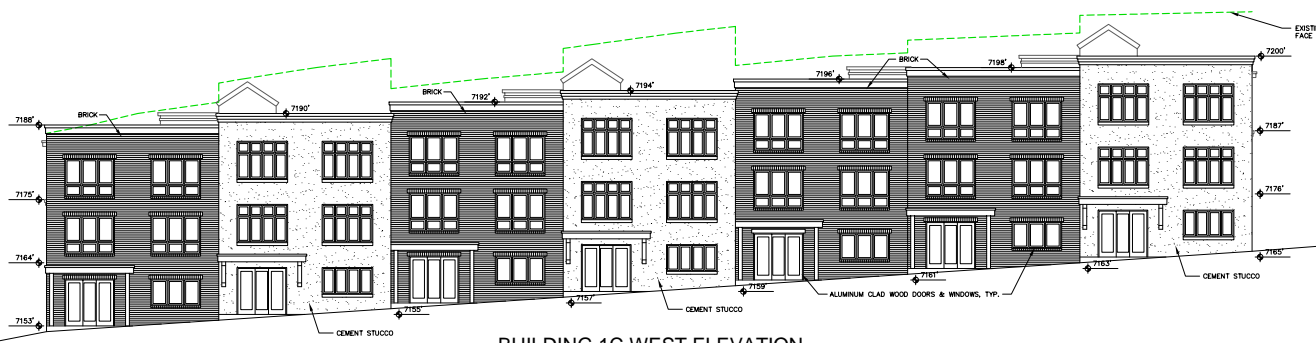 EXISTI
FACE
7200'
BRICK
7198'
7196'
7194'
BRICK
7192'
7190'
BRICK
7188'
7187'
7175'
7176'
7164'
7165'
7163'
CEMENT STUCCO
7161'
7159'
ALUMINUM CLAD WOOD DOORS & WINDOWS, TYP.
7157'
CEMENT STUCCO
7155'
7153'
CEMENT STUCCO
BUILDING 1C WEST ELEVATION